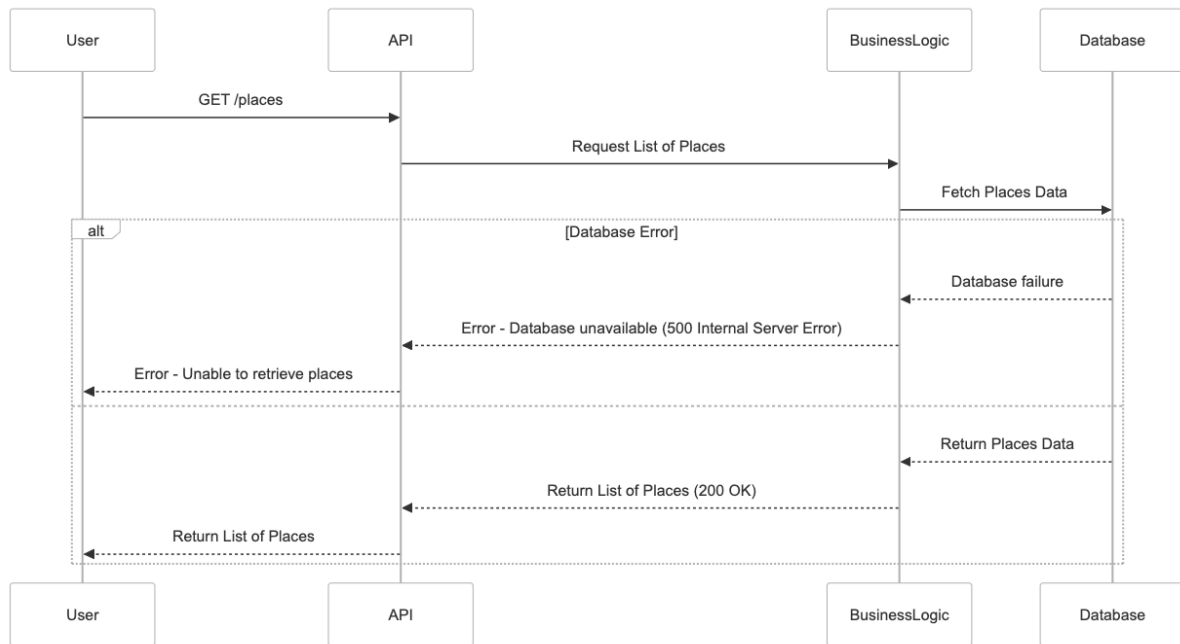 User API BusinessLogic Database
GET /places
Request List of Places
Fetch Places Data
alt [Database Error]
Database failure
Error - Database unavailable (500 Internal Server Error)
Error - Unable to retrieve places
Return Places Data
Return List of Places (200 OK)
Return List of Places
User API BusinessLogic Database